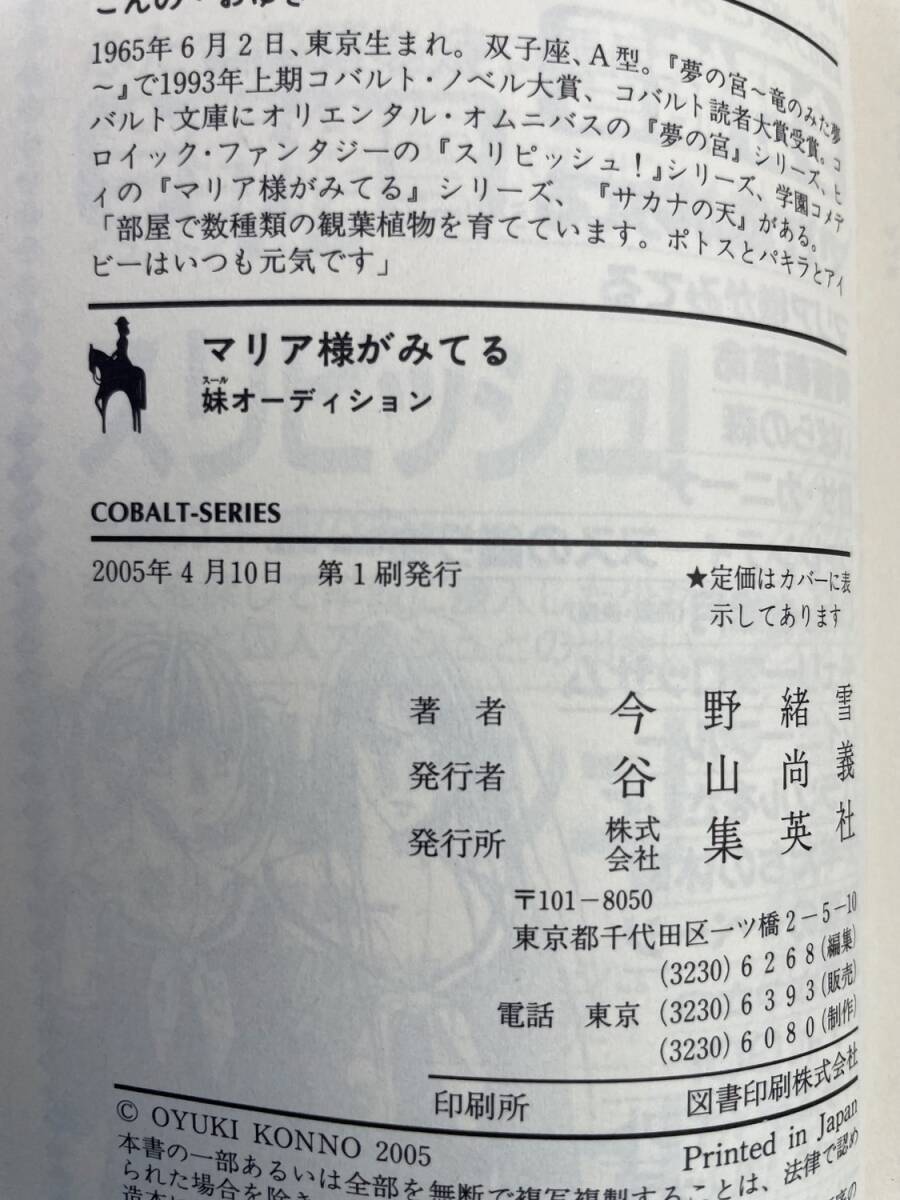 こんの・おゆき
1965年6月2日、東京生まれ。双子座、A型。『夢の宮～竜のみた夢
～』で1993年上期コバルト・ノベル大賞、コバルト読者大賞受賞。コ
バルト文庫にオリエンタル・オムニバスの『夢の宮』シリーズ、ヒ
ロイック・ファンタジーの『スリピッシュ！』シリーズ、学園コメデ
ィの『マリア様がみてる』シリーズ、『サカナの天』がある。
「部屋で数種類の観葉植物を育てています。ポトスとパキラとアイ
ビーはいつも元気です」
マリア様がみてる
スール
妹オーディション
COBALT-SERIES
2005年4月10日　第1刷発行
★定価はカバーに表
示してあります
著者　今野緒雪
発行者　谷山尚義
発行所　株式会社　集英社
〒101－8050
東京都千代田区一ツ橋2－5－10
(3230)6268(編集)
電話　東京　(3230)6393(販売)
(3230)6080(制作)
印刷所　図書印刷株式会社
© OYUKI KONNO 2005
Printed in Japan
本書の一部あるいは全部を無断で複写複製することは、法律で認め
られた場合を除き